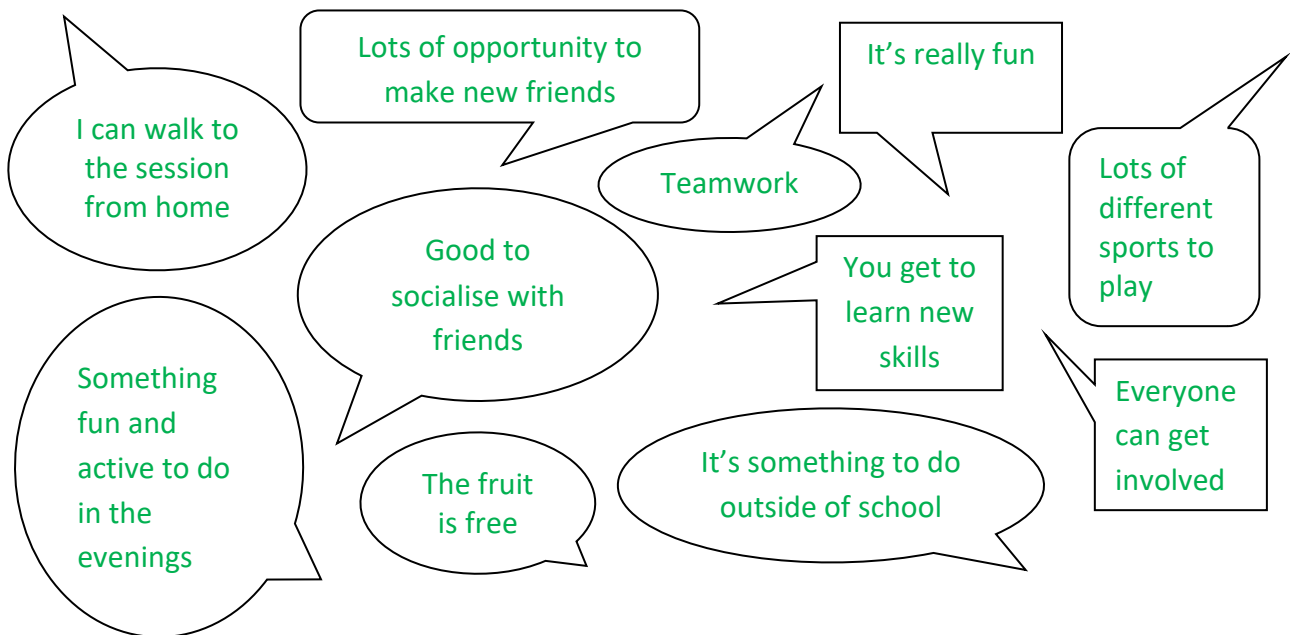 I can walk to
the session
from home
Lots of opportunity to
make new friends
Teamwork
It’s really fun
Lots of
different
sports to
play
Good to
socialise with
friends
You get to
learn new
skills
Something
fun and
active to do
in the
evenings
The fruit
is free
It’s something to do
outside of school
Everyone
can get
involved